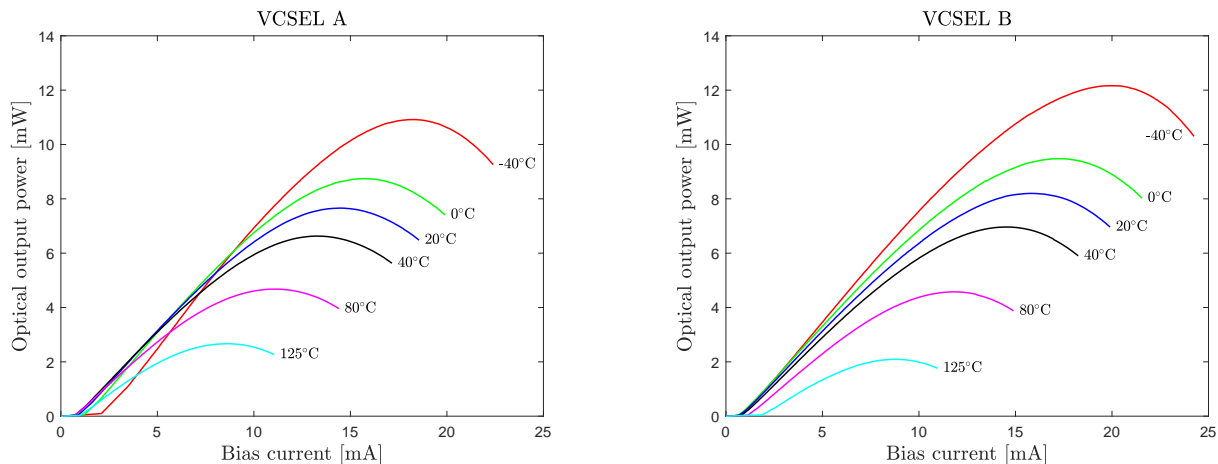 VCSEL A
14
12
10
8
6
4
2
0
Optical output power [mW]
-40°C
0°C
20°C
40°C
80°C
125°C
0 5 10 15 20 25
Bias current [mA]
VCSEL B
14
12
10
8
6
4
2
0
Optical output power [mW]
-40°C
0°C
20°C
40°C
80°C
125°C
0 5 10 15 20 25
Bias current [mA]